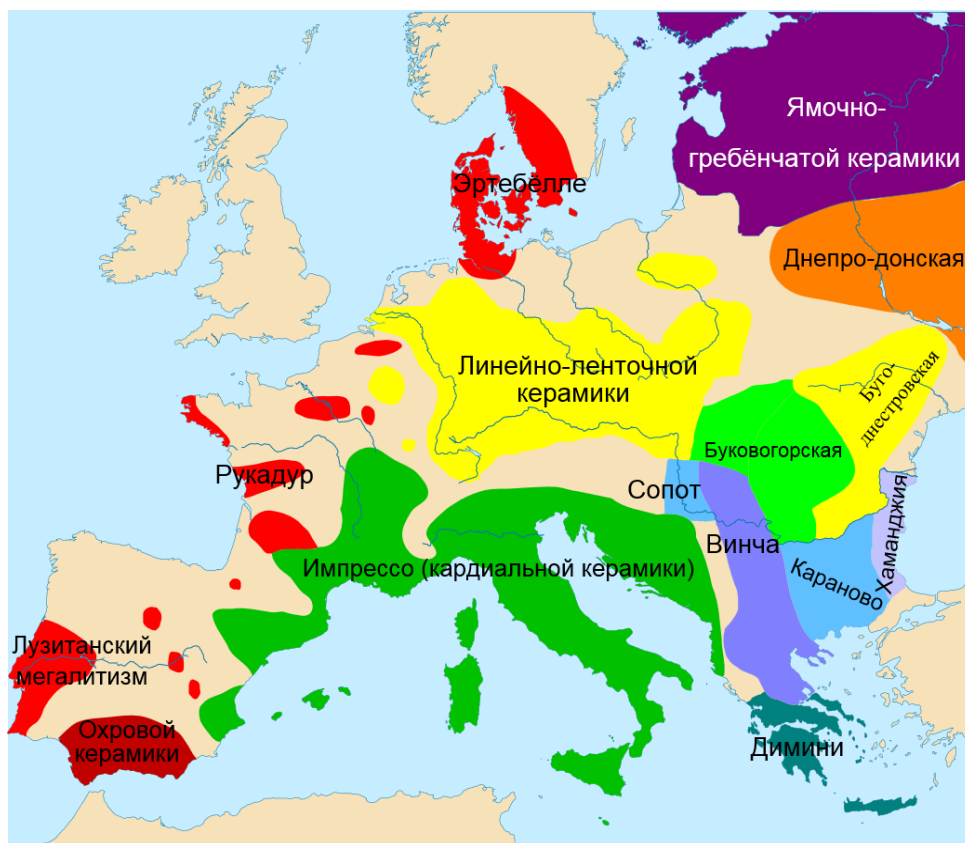 Ямочно-
гребёнчатой керамики
Эртебёлле
Днепро-донская
Линейно-ленточной
керамики
Буго-
днестровская
Буковогорская
Рукадур
Сопот
Хаманджия
Винча
Импрессо (кардиальной керамики)
Караново
Лузитанский
мегалитизм
Охровой
керамики
Димини